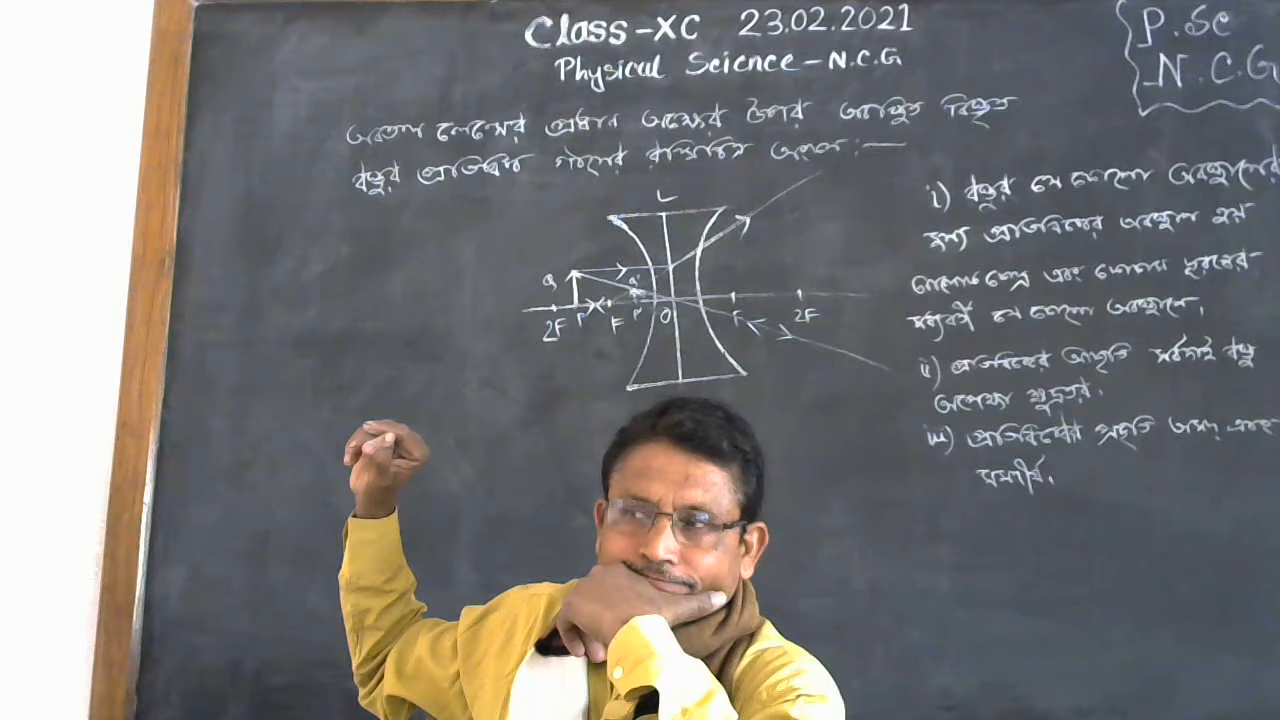 Class-XC 23.02.2021
Physical Science - N.C.G
P.Sc
N.C.G
অবতল লেন্সের প্রধান অক্ষের উপর অবস্থিত বিস্তৃত
বস্তুর প্রতিবিম্ব গঠনের রশ্মিচিত্র অঙ্কন :—
L
Q
Q'
2F P F P' O F 2F
i) বস্তুর যে কোনো অবস্থানের
জন্য প্রতিবিম্বের অবস্থান হয়
আলোককেন্দ্র এবং ফোকাস দূরত্বের
মধ্যবর্তী যে কোনো অবস্থানে।
ii) প্রতিবিম্বের আকৃতি সর্বদাই বস্তু
অপেক্ষা ক্ষুদ্রতর।
iii) প্রতিবিম্বের প্রকৃতি অসদ্ এবং
সমশীর্ষ।